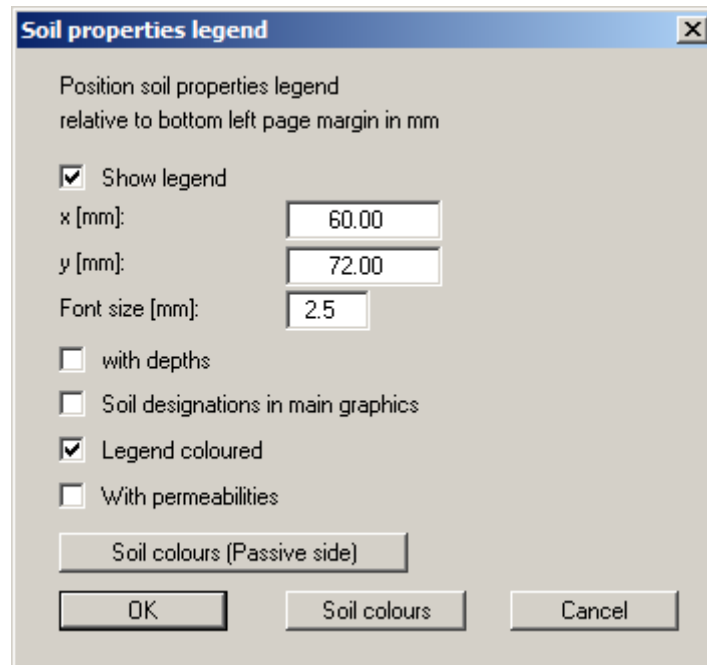 Soil properties legend
Position soil properties legend
relative to bottom left page margin in mm
Show legend
x [mm]: 60.00
y [mm]: 72.00
Font size [mm]: 2.5
with depths
Soil designations in main graphics
Legend coloured
With permeabilities
Soil colours (Passive side)
OK Soil colours Cancel